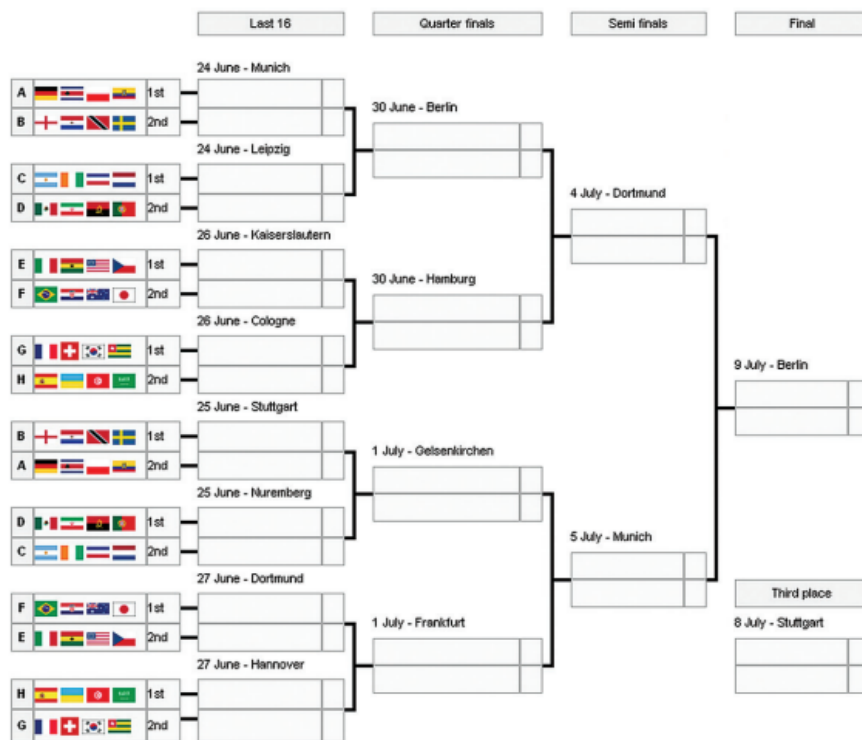 Last 16
Quarter finals
Semi finals
Final
24 June - Munich
A 1st
B 2nd
24 June - Leipzig
C 1st
D 2nd
26 June - Kaiserslautern
E 1st
F 2nd
26 June - Cologne
G 1st
H 2nd
25 June - Stuttgart
B 1st
A 2nd
25 June - Nuremberg
D 1st
C 2nd
27 June - Dortmund
F 1st
E 2nd
27 June - Hannover
H 1st
G 2nd
30 June - Berlin
30 June - Hamburg
1 July - Gelsenkirchen
1 July - Frankfurt
4 July - Dortmund
5 July - Munich
9 July - Berlin
Third place
8 July - Stuttgart